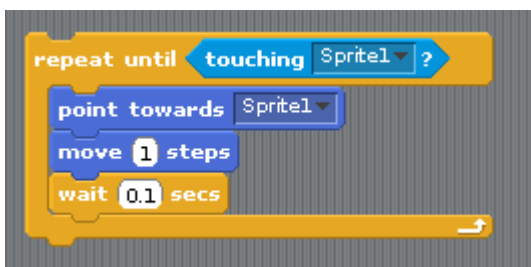 repeat until touching Sprite1 ?
point towards Sprite1
move 1 steps
wait 0.1 secs